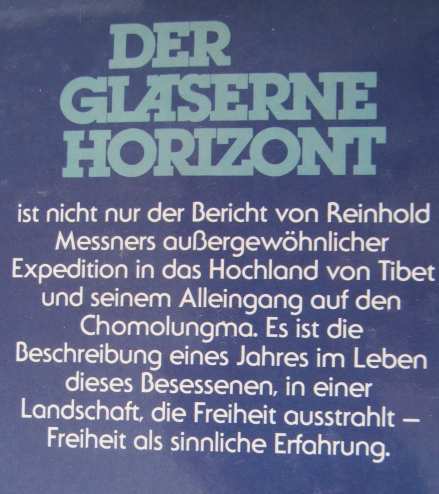 DER
GLÄSERNE
HORIZONT
ist nicht nur der Bericht von Reinhold
Messners außergewöhnlicher
Expedition in das Hochland von Tibet
und seinem Alleingang auf den
Chomolungma. Es ist die
Beschreibung eines Jahres im Leben
dieses Besessenen, in einer
Landschaft, die Freiheit ausstrahlt –
Freiheit als sinnliche Erfahrung.